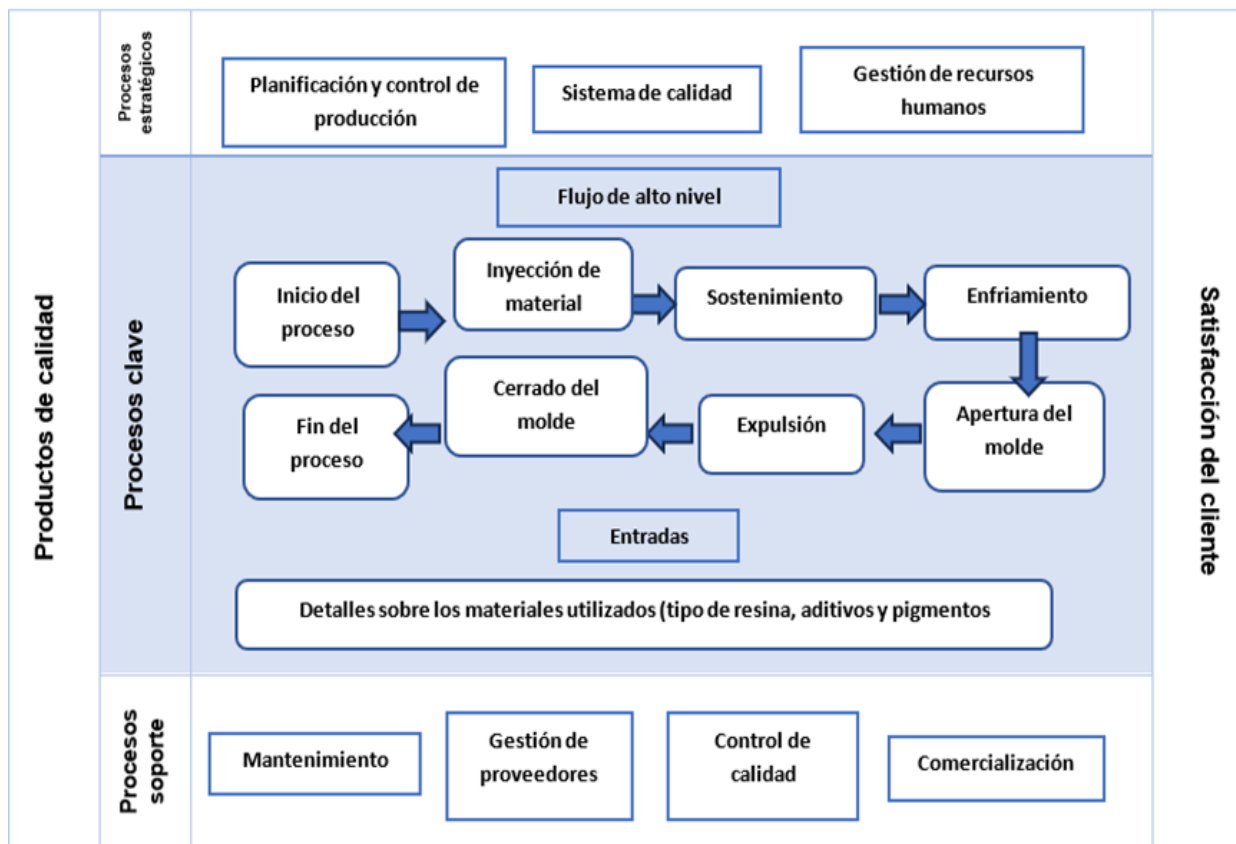 Productos de calidad
Procesos
estratégicos
Planificación y control de
producción
Sistema de calidad
Gestión de recursos
humanos
Procesos clave
Flujo de alto nivel
Inicio del
proceso
Inyección de
material
Sostenimiento
Enfriamiento
Apertura del
molde
Expulsión
Cerrado del
molde
Fin del
proceso
Entradas
Detalles sobre los materiales utilizados (tipo de resina, aditivos y pigmentos
Procesos
soporte
Mantenimiento
Gestión de
proveedores
Control de
calidad
Comercialización
Satisfacción del cliente